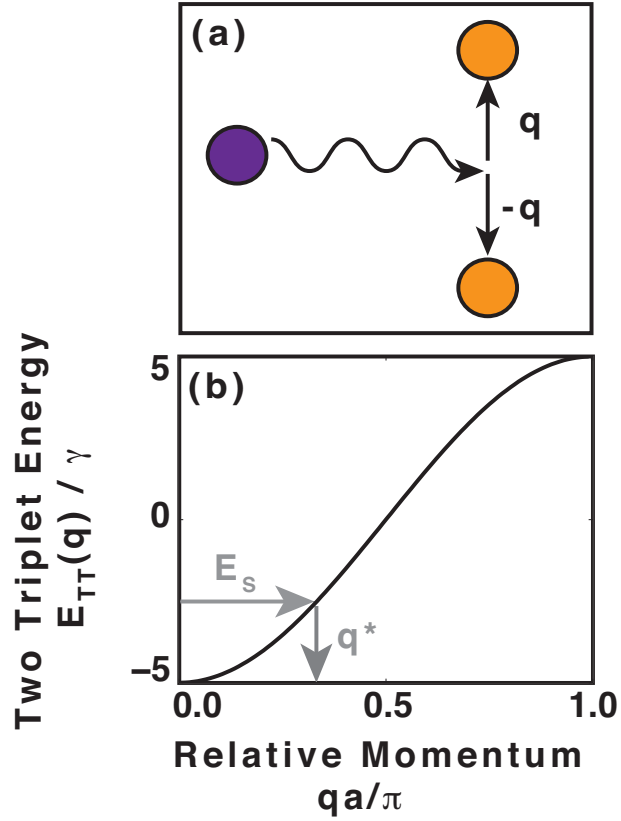 (a)
q
-q
(b)
Two Triplet Energy
E_TT(q) / γ
5
0
−5
E_S
q*
0.0
0.5
1.0
Relative Momentum
qa/π